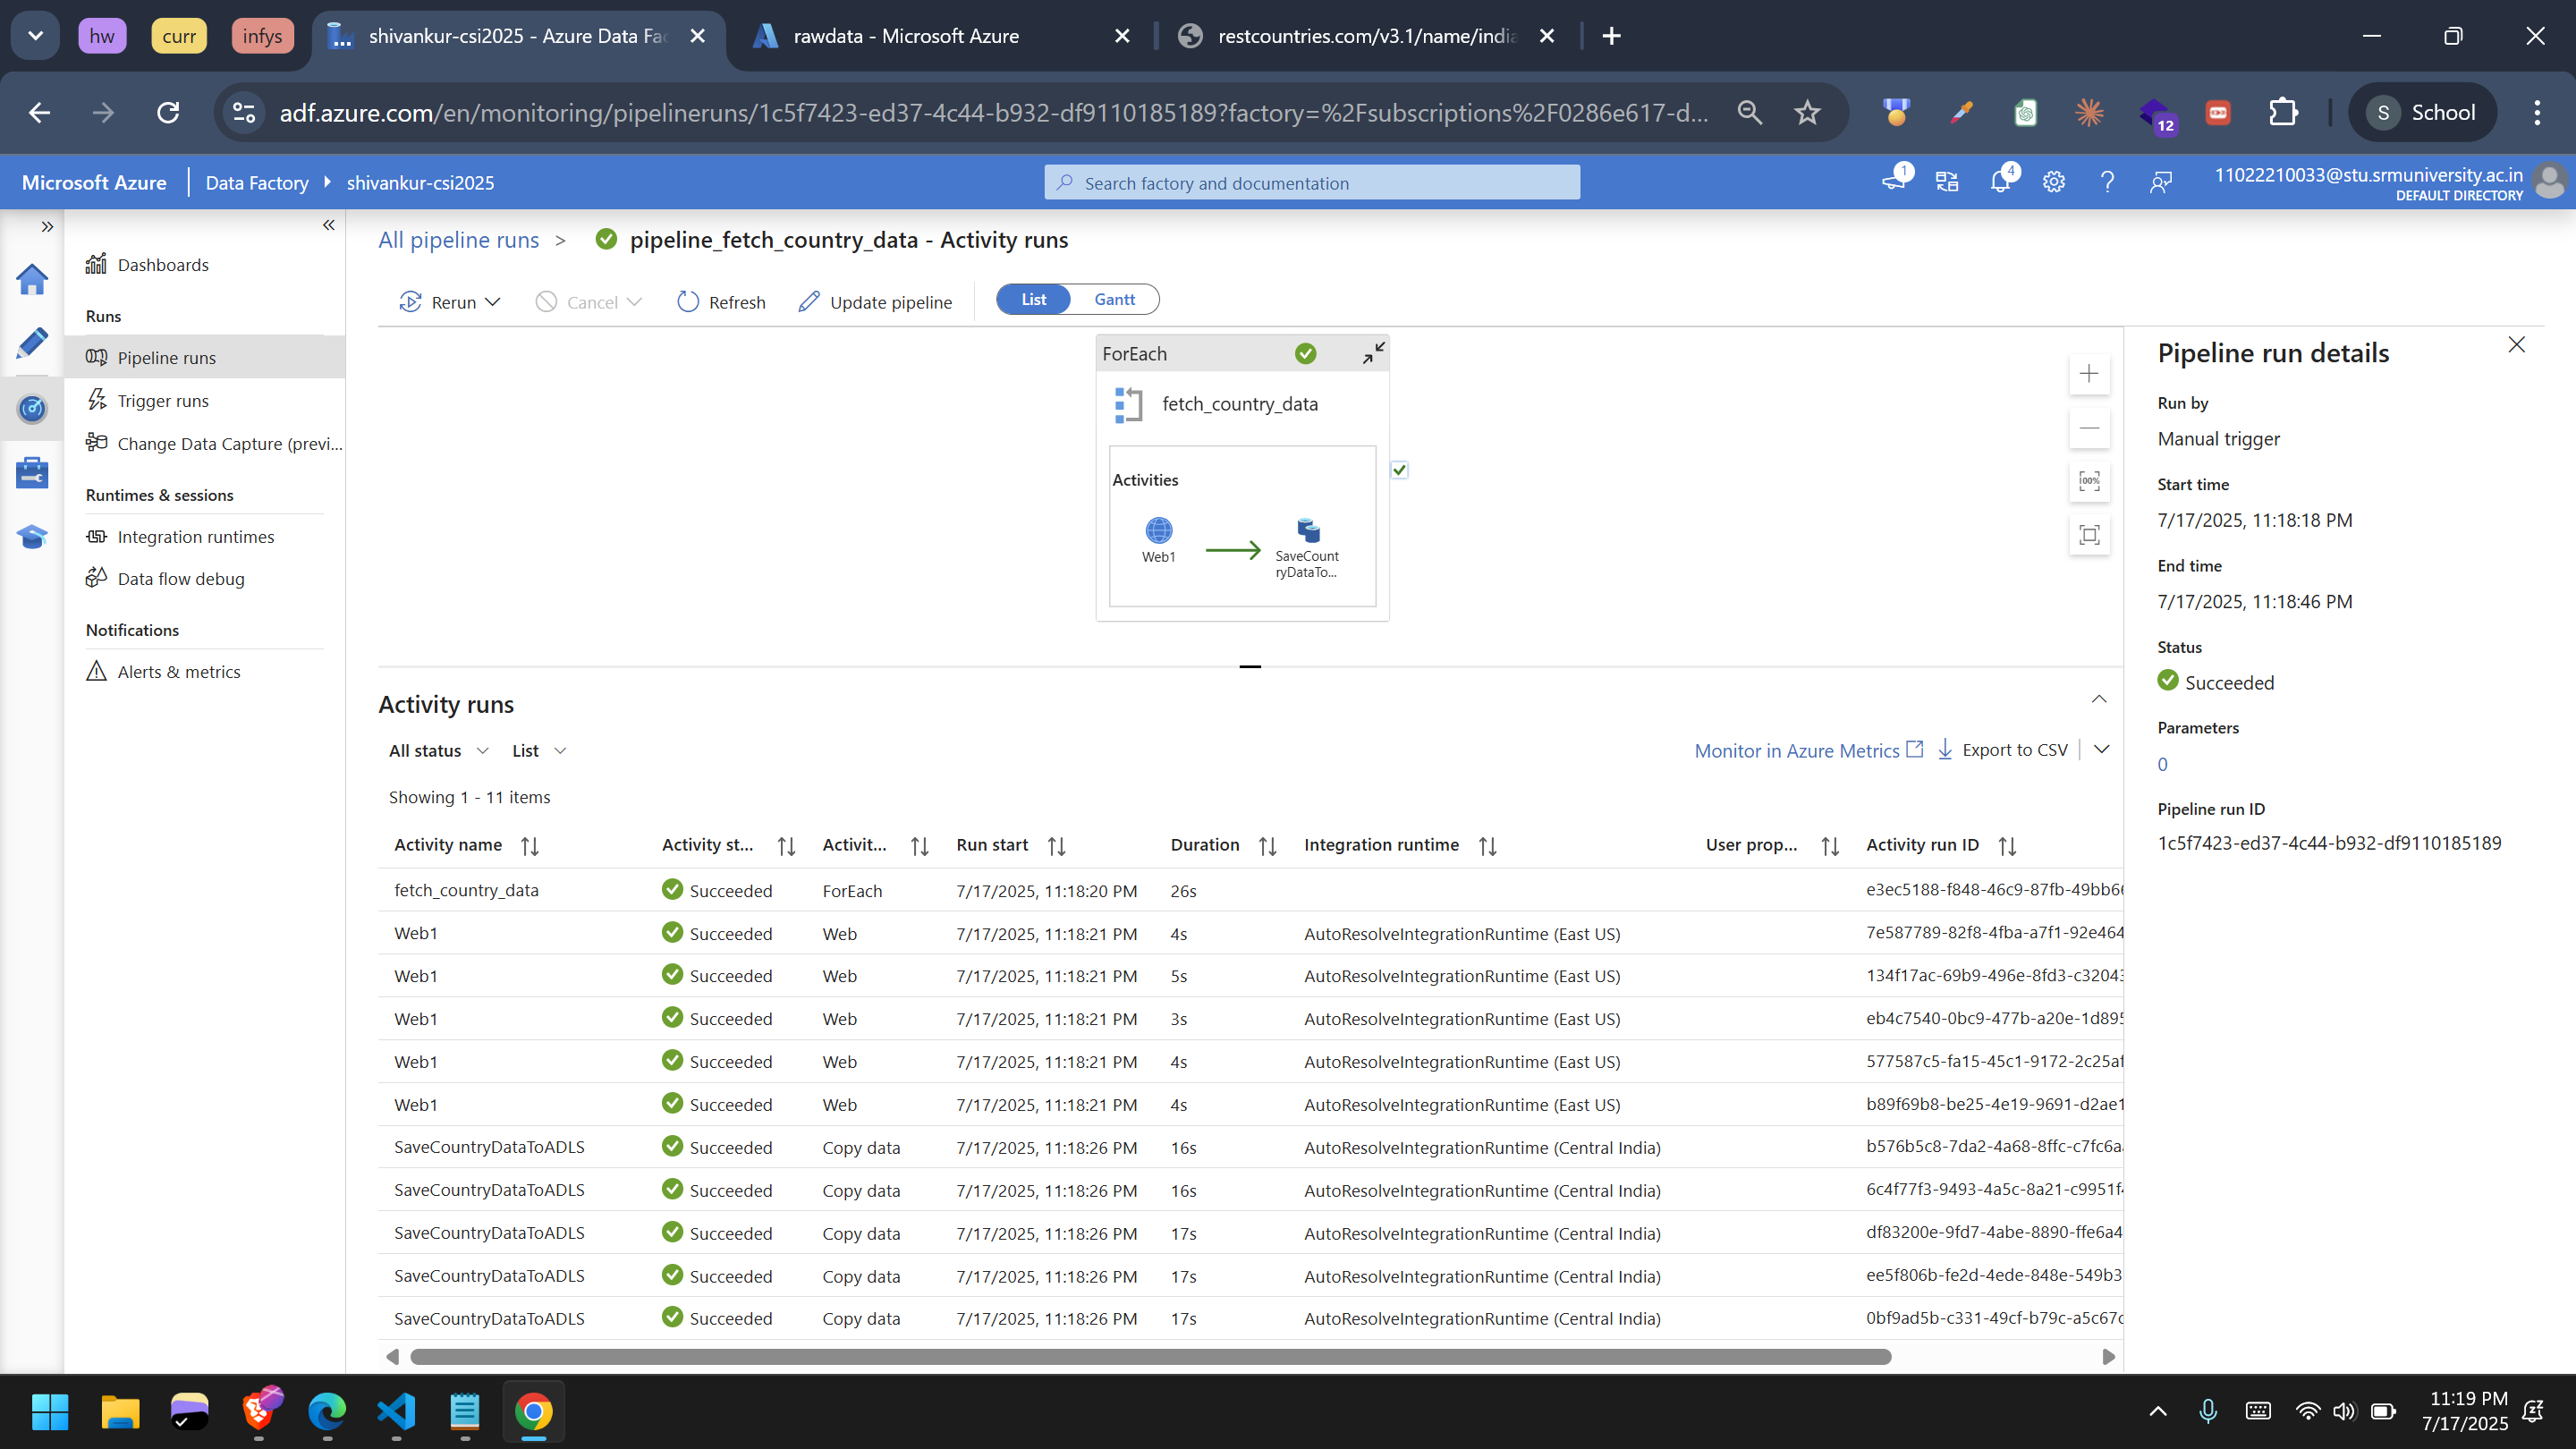 hw
curr
infys
shivankur-csi2025 - Azure Data Fac
rawdata - Microsoft Azure
restcountries.com/v3.1/name/india
adf.azure.com/en/monitoring/pipelineruns/1c5f7423-ed37-4c44-b932-df9110185189?factory=%2Fsubscriptions%2F0286e617-d...
12
S School
Microsoft Azure
Data Factory
shivankur-csi2025
Search factory and documentation
1
4
11022210033@stu.srmuniversity.ac.in
DEFAULT DIRECTORY
Dashboards
Runs
Pipeline runs
Trigger runs
Change Data Capture (previ...
Runtimes & sessions
Integration runtimes
Data flow debug
Notifications
Alerts & metrics
All pipeline runs > pipeline_fetch_country_data - Activity runs
Rerun
Cancel
Refresh
Update pipeline
List
Gantt
ForEach
fetch_country_data
Activities
Web1
SaveCount
ryDataTo...
100%
Activity runs
All status
List
Monitor in Azure Metrics
Export to CSV
Showing 1 - 11 items
Activity name Activity st... Activit... Run start Duration Integration runtime User prop... Activity run ID
fetch_country_data Succeeded ForEach 7/17/2025, 11:18:20 PM 26s e3ec5188-f848-46c9-87fb-49bb66
Web1 Succeeded Web 7/17/2025, 11:18:21 PM 4s AutoResolveIntegrationRuntime (East US) 7e587789-82f8-4fba-a7f1-92e464
Web1 Succeeded Web 7/17/2025, 11:18:21 PM 5s AutoResolveIntegrationRuntime (East US) 134f17ac-69b9-496e-8fd3-c32043
Web1 Succeeded Web 7/17/2025, 11:18:21 PM 3s AutoResolveIntegrationRuntime (East US) eb4c7540-0bc9-477b-a20e-1d895
Web1 Succeeded Web 7/17/2025, 11:18:21 PM 4s AutoResolveIntegrationRuntime (East US) 577587c5-fa15-45c1-9172-2c25af
Web1 Succeeded Web 7/17/2025, 11:18:21 PM 4s AutoResolveIntegrationRuntime (East US) b89f69b8-be25-4e19-9691-d2ae1
SaveCountryDataToADLS Succeeded Copy data 7/17/2025, 11:18:26 PM 16s AutoResolveIntegrationRuntime (Central India) b576b5c8-7da2-4a68-8ffc-c7fc6a
SaveCountryDataToADLS Succeeded Copy data 7/17/2025, 11:18:26 PM 16s AutoResolveIntegrationRuntime (Central India) 6c4f77f3-9493-4a5c-8a21-c9951f4
SaveCountryDataToADLS Succeeded Copy data 7/17/2025, 11:18:26 PM 17s AutoResolveIntegrationRuntime (Central India) df83200e-9fd7-4abe-8890-ffe6a4
SaveCountryDataToADLS Succeeded Copy data 7/17/2025, 11:18:26 PM 17s AutoResolveIntegrationRuntime (Central India) ee5f806b-fe2d-4ede-848e-549b3
SaveCountryDataToADLS Succeeded Copy data 7/17/2025, 11:18:26 PM 17s AutoResolveIntegrationRuntime (Central India) 0bf9ad5b-c331-49cf-b79c-a5c67c
Pipeline run details
Run by
Manual trigger
Start time
7/17/2025, 11:18:18 PM
End time
7/17/2025, 11:18:46 PM
Status
Succeeded
Parameters
0
Pipeline run ID
1c5f7423-ed37-4c44-b932-df9110185189
11:19 PM
7/17/2025